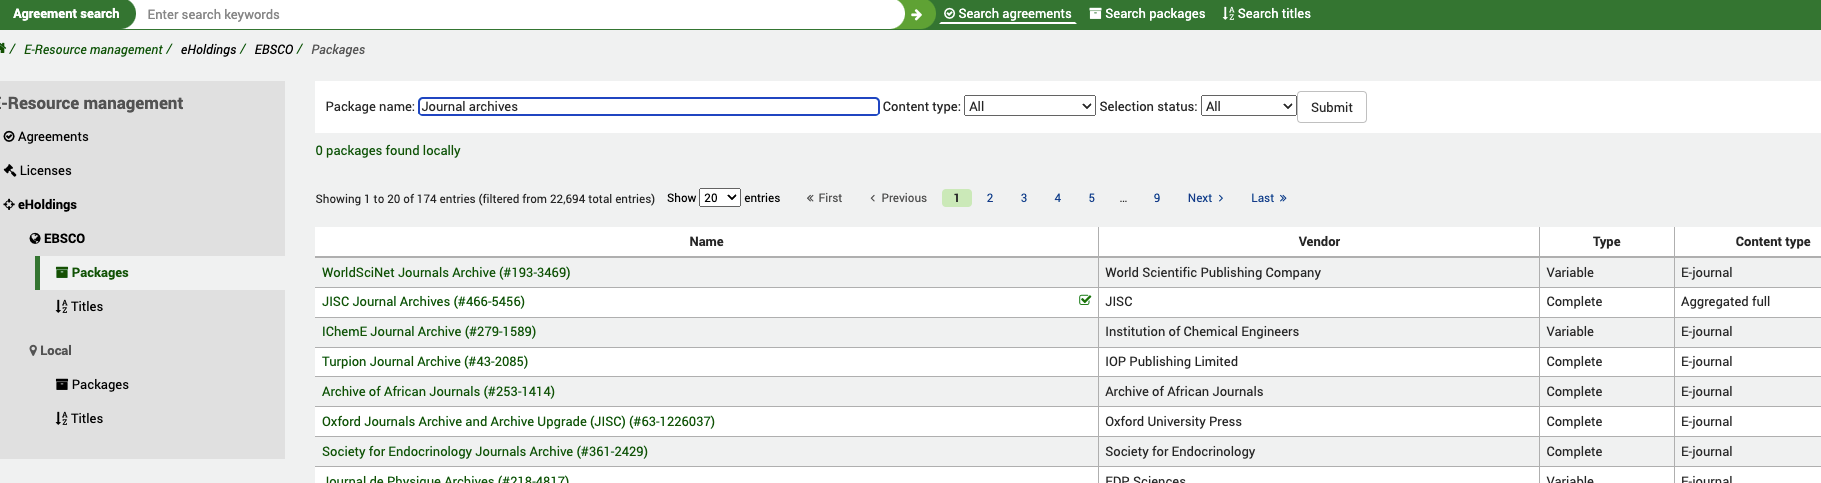 Agreement search Enter search keywords Search agreements Search packages Search titles
/ E-Resource management / eHoldings / EBSCO / Packages
E-Resource management
Agreements
Licenses
eHoldings
EBSCO
Packages
Titles
Local
Packages
Titles
Package name: Journal archives Content type: All Selection status: All Submit
0 packages found locally
Showing 1 to 20 of 174 entries (filtered from 22,694 total entries) Show 20 entries « First < Previous 1 2 3 4 5 ... 9 Next > Last »
Name Vendor Type Content type
WorldSciNet Journals Archive (#193-3469) World Scientific Publishing Company Variable E-journal
JISC Journal Archives (#466-5456) JISC Complete Aggregated full
IChemE Journal Archive (#279-1589) Institution of Chemical Engineers Variable E-journal
Turpion Journal Archive (#43-2085) IOP Publishing Limited Complete E-journal
Archive of African Journals (#253-1414) Archive of African Journals Complete E-journal
Oxford Journals Archive and Archive Upgrade (JISC) (#63-1226037) Oxford University Press Complete E-journal
Society for Endocrinology Journals Archive (#361-2429) Society for Endocrinology Complete E-journal
Journal de Physique Archives (#218-4817) EDP Sciences Variable E-journal